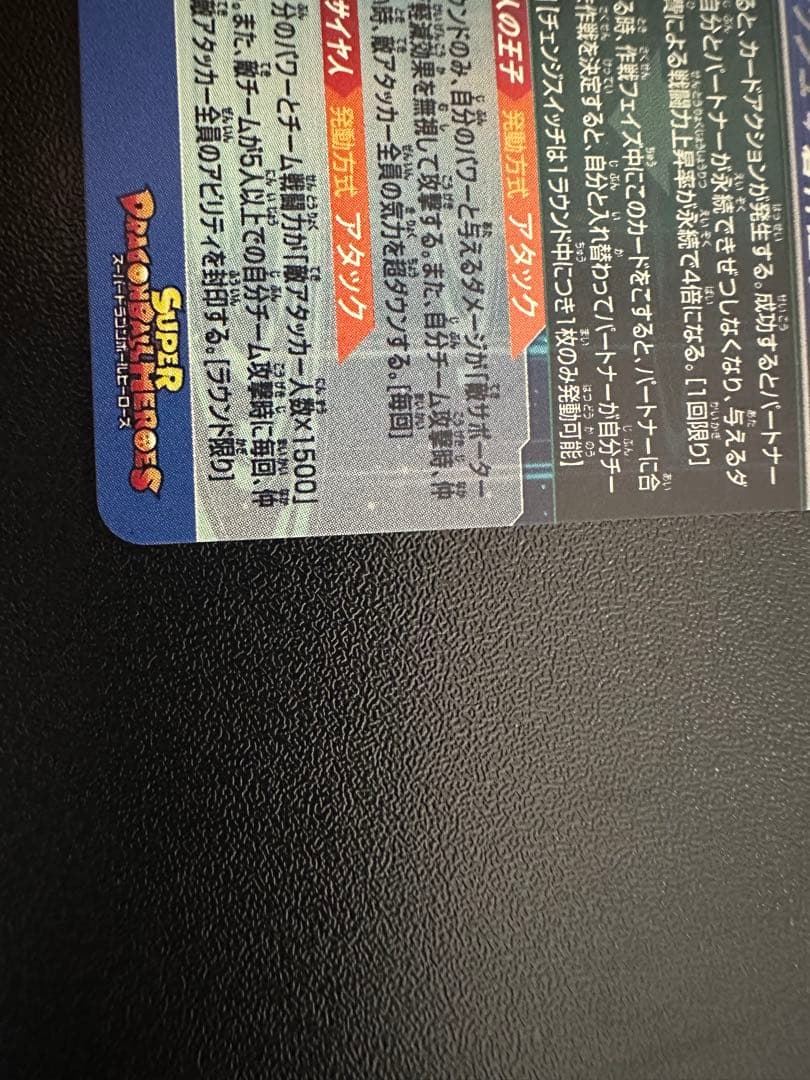 ると、カードアクションが発生する。成功するとパートナー
自分とパートナーが永続できぜつしなくなり、与えるダ
間による戦闘力上昇率が永続で4倍になる。[1回限り]
る時、作戦フェイズ中にこのカードをこすると、パートナーに合
作戦を決定すると、自分と入れ替わってパートナーが自分チー
[チェンジスイッチは1ラウンド中につき1枚のみ発動可能]
人の王子 発動方式 アタック
ウンドのみ、自分のパワーと与えるダメージが「敵サポーター
軽減効果を無視して攻撃する。また、自分チーム攻撃時、仲
時、敵アタッカー全員の気力を超ダウンする。[毎回]
サイヤ人 発動方式 アタック
分のパワーとチーム戦闘力が「敵アタッカー人数×1500」
。また、敵チームが5人以上での自分チーム攻撃時に毎回、仲
敵アタッカー全員のアビリティを封印する。[ラウンド限り]
SUPER
DRAGONBALL HEROES
スーパードラゴンボールヒーローズ